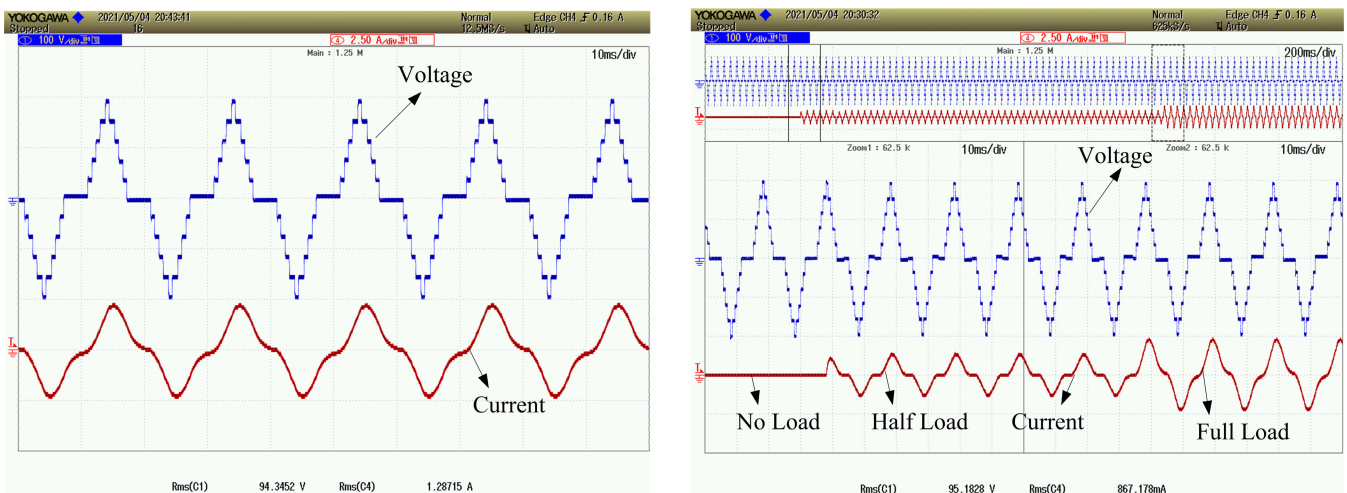 YOKOGAWA 2021/05/04 20:43:41 Normal Edge CH4 0.16 A
Stopped 16 12.5MS/s Auto
1 100 V/div 4 2.50 A/div
Main : 1.25 M 10ms/div
Voltage
Current
Rms(C1) 94.3452 V Rms(C4) 1.28715 A
YOKOGAWA 2021/05/04 20:30:32 Normal Edge CH4 0.16 A
Stopped 625kS/s Auto
1 100 V/div 4 2.50 A/div
Main : 1.25 M 200ms/div
Zoom1 : 62.5 k 10ms/div Zoom2 : 62.5 k 10ms/div
Voltage
No Load Half Load Current Full Load
Rms(C1) 95.1828 V Rms(C4) 867.178mA